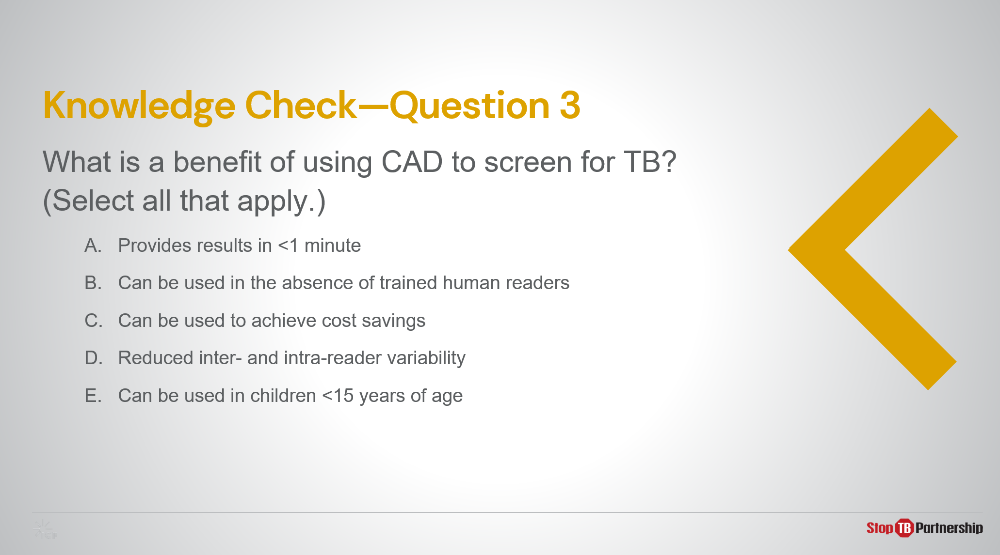 Knowledge Check—Question 3
What is a benefit of using CAD to screen for TB?
(Select all that apply.)
A. Provides results in <1 minute
B. Can be used in the absence of trained human readers
C. Can be used to achieve cost savings
D. Reduced inter- and intra-reader variability
E. Can be used in children <15 years of age
Stop TB Partnership